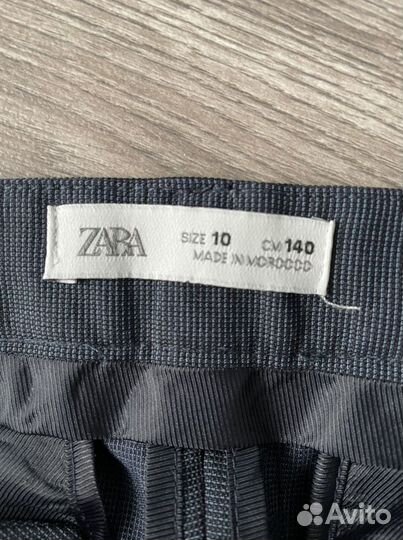 ZARA
SIZE 10 CM 140
MADE IN MOROCCO
Avito